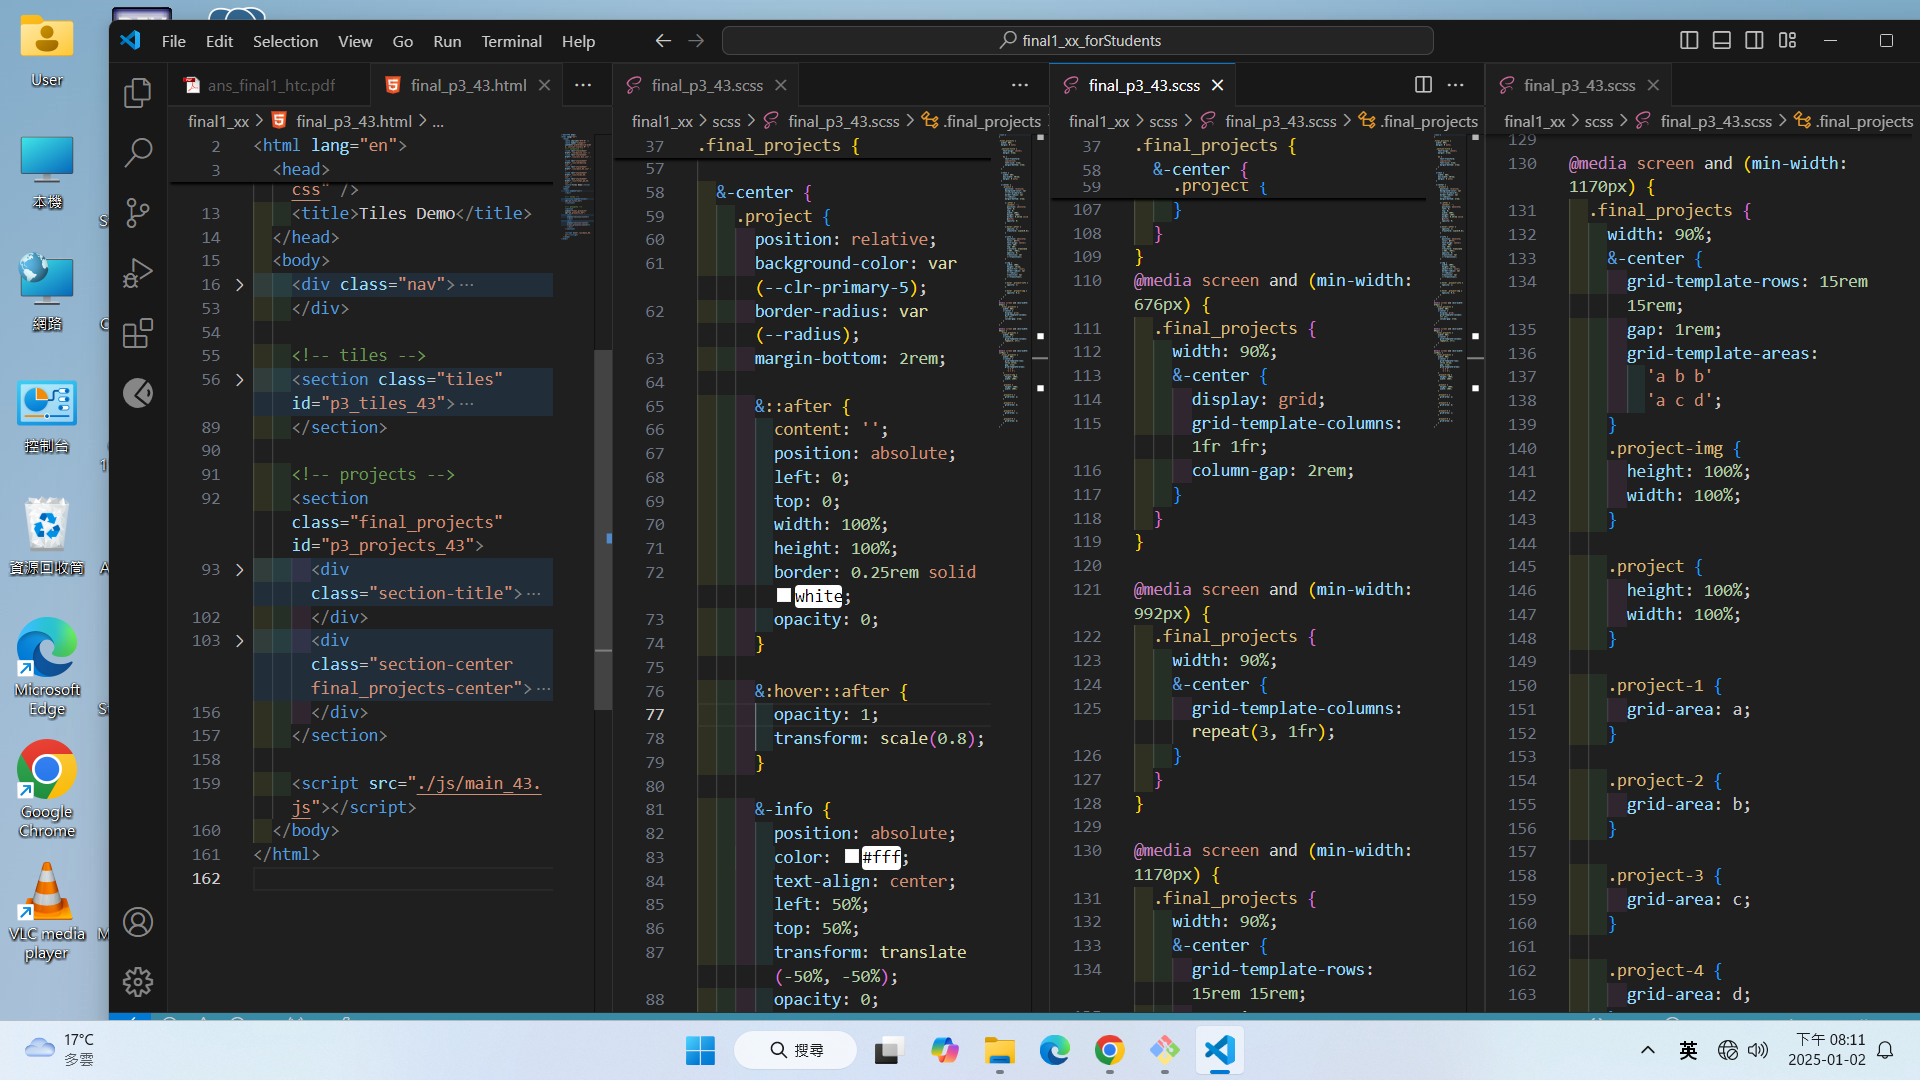 User
本機
網路
控制台
資源回收筒
Microsoft Edge
Google Chrome
VLC media player
File Edit Selection View Go Run Terminal Help
final1_xx_forStudents
ans_final1_htc.pdf
final_p3_43.html
final1_xx > final_p3_43.html > ...
2 <html lang="en">
3 <head>
css" />
13 <title>Tiles Demo</title>
14 </head>
15 <body>
16 <div class="nav">...
53 </div>
54
55 <!-- tiles -->
56 <section class="tiles"
id="p3_tiles_43">...
89 </section>
90
91 <!-- projects -->
92 <section
class="final_projects"
id="p3_projects_43">
93 <div
class="section-title">...
102 </div>
103 <div
class="section-center
final_projects-center">...
156 </div>
157 </section>
158
159 <script src="./js/main_43.
js"></script>
160 </body>
161 </html>
162
final_p3_43.scss
final1_xx > scss > final_p3_43.scss > .final_projects
37 .final_projects {
57
58 &-center {
59 .project {
60 position: relative;
61 background-color: var
(--clr-primary-5);
62 border-radius: var
(--radius);
63 margin-bottom: 2rem;
64
65 &::after {
66 content: '';
67 position: absolute;
68 left: 0;
69 top: 0;
70 width: 100%;
71 height: 100%;
72 border: 0.25rem solid
white;
73 opacity: 0;
74 }
75
76 &:hover::after {
77 opacity: 1;
78 transform: scale(0.8);
79 }
80
81 &-info {
82 position: absolute;
83 color: #fff;
84 text-align: center;
85 left: 50%;
86 top: 50%;
87 transform: translate
(-50%, -50%);
88 opacity: 0;
final_p3_43.scss
final1_xx > scss > final_p3_43.scss > .final_projects
37 .final_projects {
58 &-center {
59 .project {
107 }
108 }
109 }
110 @media screen and (min-width:
676px) {
111 .final_projects {
112 width: 90%;
113 &-center {
114 display: grid;
115 grid-template-columns:
1fr 1fr;
116 column-gap: 2rem;
117 }
118 }
119 }
120
121 @media screen and (min-width:
992px) {
122 .final_projects {
123 width: 90%;
124 &-center {
125 grid-template-columns:
repeat(3, 1fr);
126 }
127 }
128 }
129
130 @media screen and (min-width:
1170px) {
131 .final_projects {
132 width: 90%;
133 &-center {
134 grid-template-rows:
15rem 15rem;
final_p3_43.scss
final1_xx > scss > final_p3_43.scss > .final_projects
129
130 @media screen and (min-width:
1170px) {
131 .final_projects {
132 width: 90%;
133 &-center {
134 grid-template-rows: 15rem
15rem;
135 gap: 1rem;
136 grid-template-areas:
137 'a b b'
138 'a c d';
139 }
140 .project-img {
141 height: 100%;
142 width: 100%;
143 }
144
145 .project {
146 height: 100%;
147 width: 100%;
148 }
149
150 .project-1 {
151 grid-area: a;
152 }
153
154 .project-2 {
155 grid-area: b;
156 }
157
158 .project-3 {
159 grid-area: c;
160 }
161
162 .project-4 {
163 grid-area: d;
17°C
多雲
搜尋
英
下午 08:11
2025-01-02